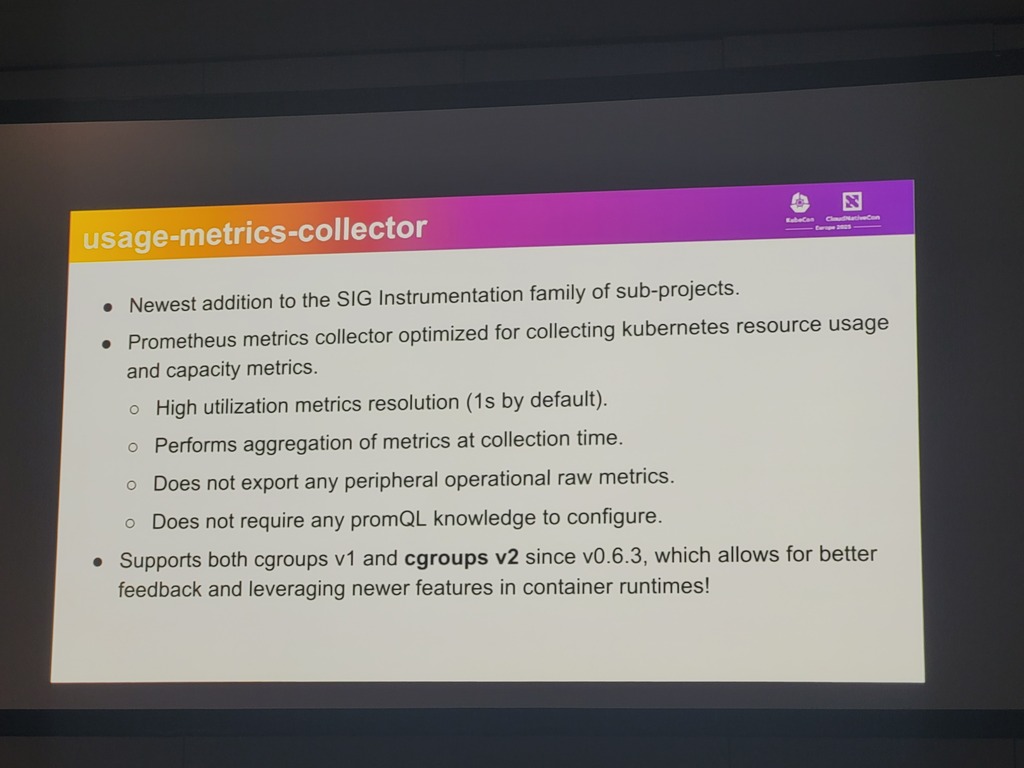 usage-metrics-collector
KubeCon
CloudNativeCon
Europe 2023
● Newest addition to the SIG Instrumentation family of sub-projects.
● Prometheus metrics collector optimized for collecting kubernetes resource usage
and capacity metrics.
○ High utilization metrics resolution (1s by default).
○ Performs aggregation of metrics at collection time.
○ Does not export any peripheral operational raw metrics.
○ Does not require any promQL knowledge to configure.
● Supports both cgroups v1 and cgroups v2 since v0.6.3, which allows for better
feedback and leveraging newer features in container runtimes!